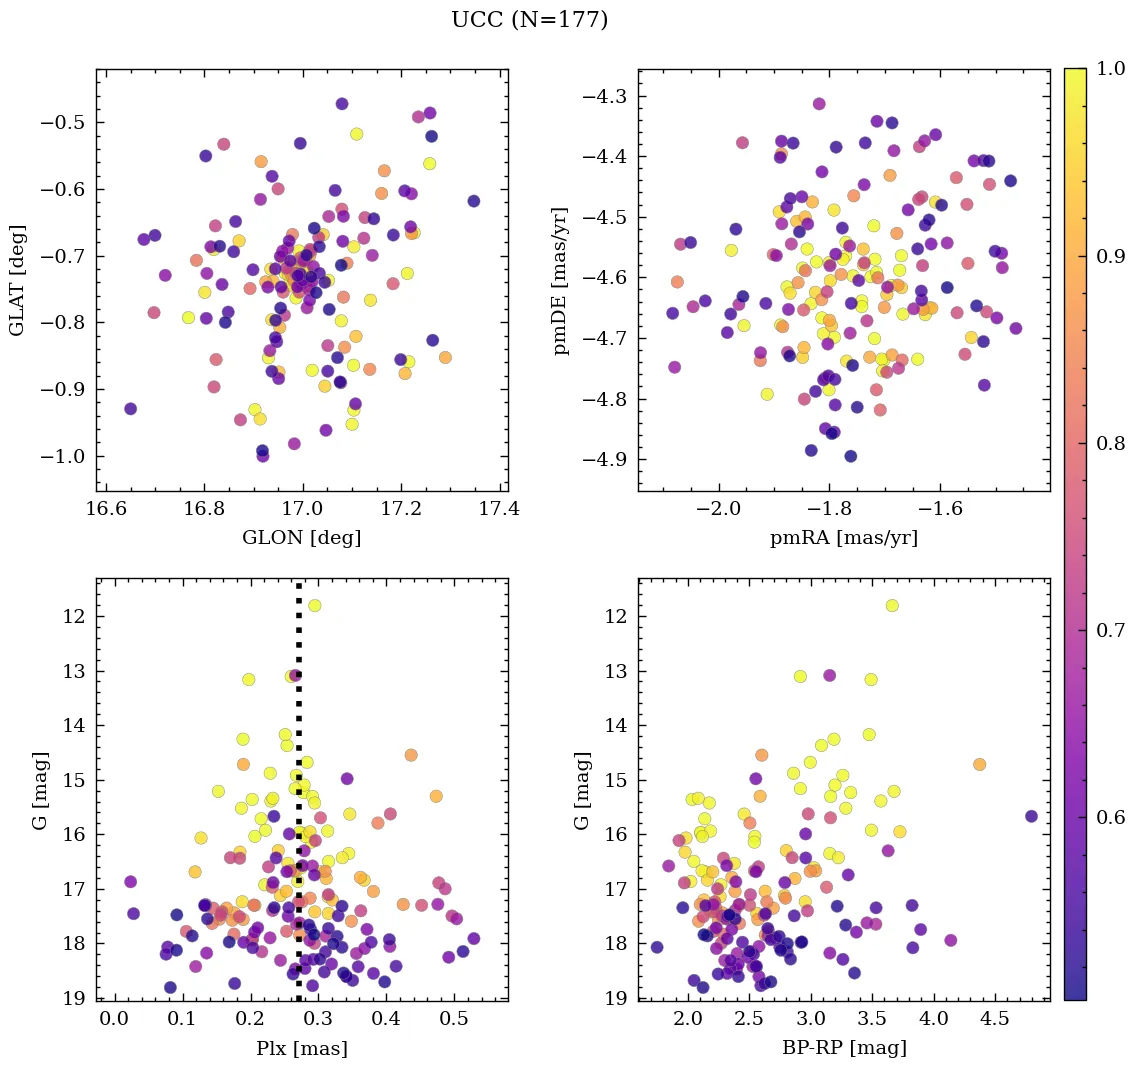 UCC (N=177)
−0.5
−0.6
−0.7
−0.8
−0.9
−1.0
GLAT [deg]
16.6 16.8 17.0 17.2 17.4
GLON [deg]
−4.3
−4.4
−4.5
−4.6
−4.7
−4.8
−4.9
pmDE [mas/yr]
−2.0 −1.8 −1.6
pmRA [mas/yr]
12
13
14
15
16
17
18
19
G [mag]
0.0 0.1 0.2 0.3 0.4 0.5
Plx [mas]
12
13
14
15
16
17
18
19
G [mag]
2.0 2.5 3.0 3.5 4.0 4.5
BP-RP [mag]
1.0
0.9
0.8
0.7
0.6